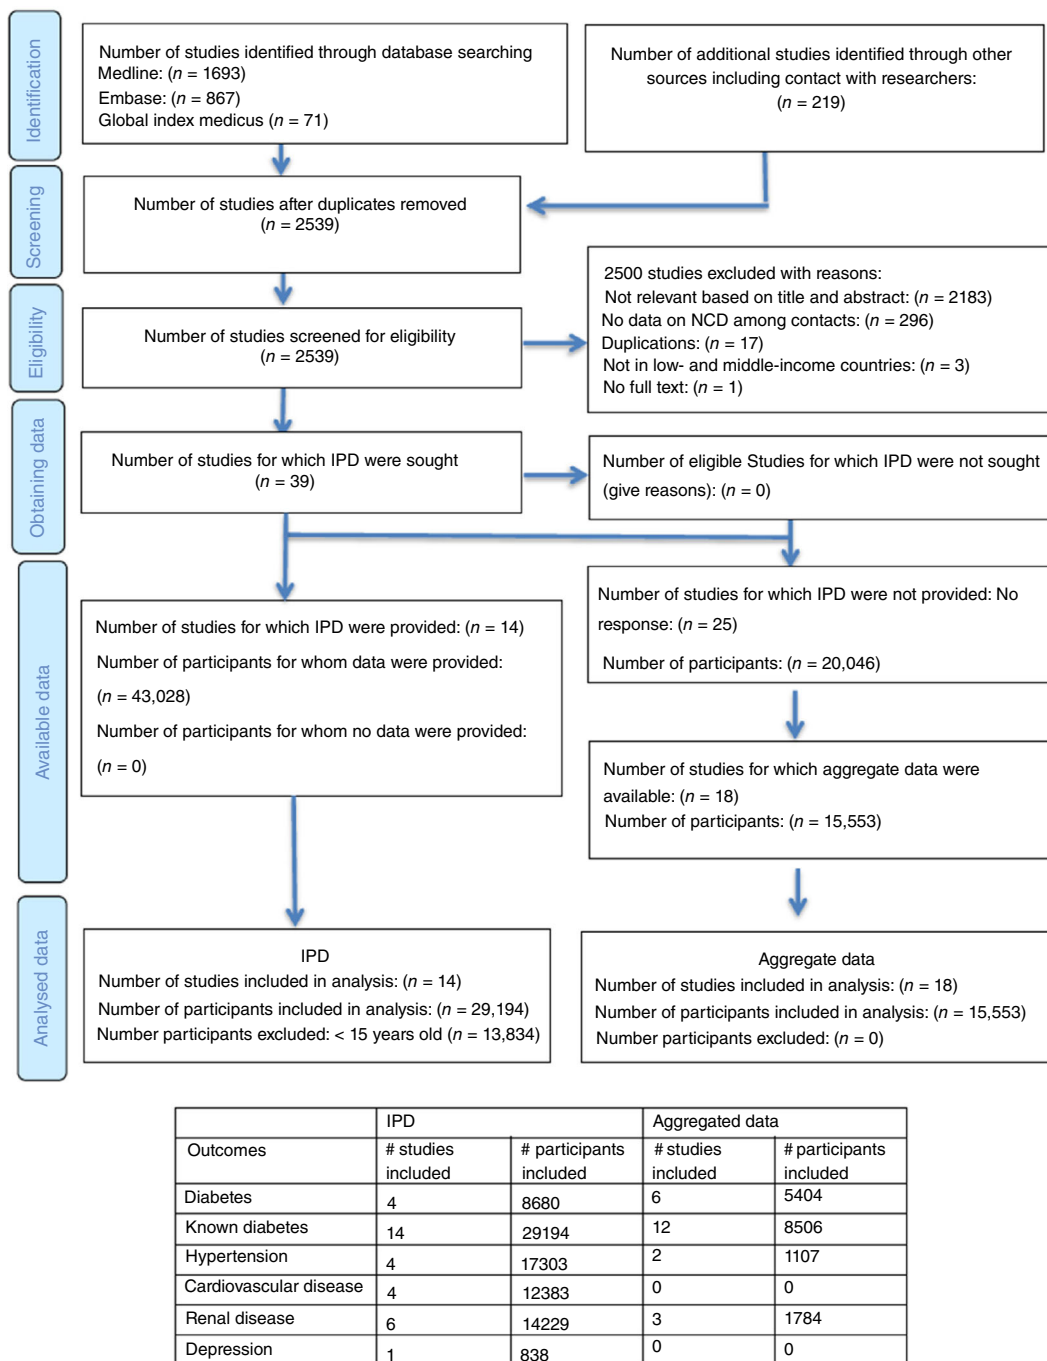 Identification
Number of studies identified through database searching
Medline: (n = 1693)
Embase: (n = 867)
Global index medicus (n = 71)
Number of additional studies identified through other
sources including contact with researchers:
(n = 219)
Screening
Number of studies after duplicates removed
(n = 2539)
Eligibility
Number of studies screened for eligibility
(n = 2539)
2500 studies excluded with reasons:
Not relevant based on title and abstract: (n = 2183)
No data on NCD among contacts: (n = 296)
Duplications: (n = 17)
Not in low- and middle-income countries: (n = 3)
No full text: (n = 1)
Obtaining data
Number of studies for which IPD were sought
(n = 39)
Number of eligible Studies for which IPD were not sought
(give reasons): (n = 0)
Available data
Number of studies for which IPD were provided: (n = 14)
Number of participants for whom data were provided:
(n = 43,028)
Number of participants for whom no data were provided:
(n = 0)
Number of studies for which IPD were not provided: No
response: (n = 25)
Number of participants: (n = 20,046)
Number of studies for which aggregate data were
available: (n = 18)
Number of participants: (n = 15,553)
Analysed data
IPD
Number of studies included in analysis: (n = 14)
Number of participants included in analysis: (n = 29,194)
Number participants excluded: < 15 years old (n = 13,834)
Aggregate data
Number of studies included in analysis: (n = 18)
Number of participants included in analysis: (n = 15,553)
Number participants excluded: (n = 0)
IPD Aggregated data
Outcomes # studies included # participants included # studies included # participants included
Diabetes 4 8680 6 5404
Known diabetes 14 29194 12 8506
Hypertension 4 17303 2 1107
Cardiovascular disease 4 12383 0 0
Renal disease 6 14229 3 1784
Depression 1 838 0 0